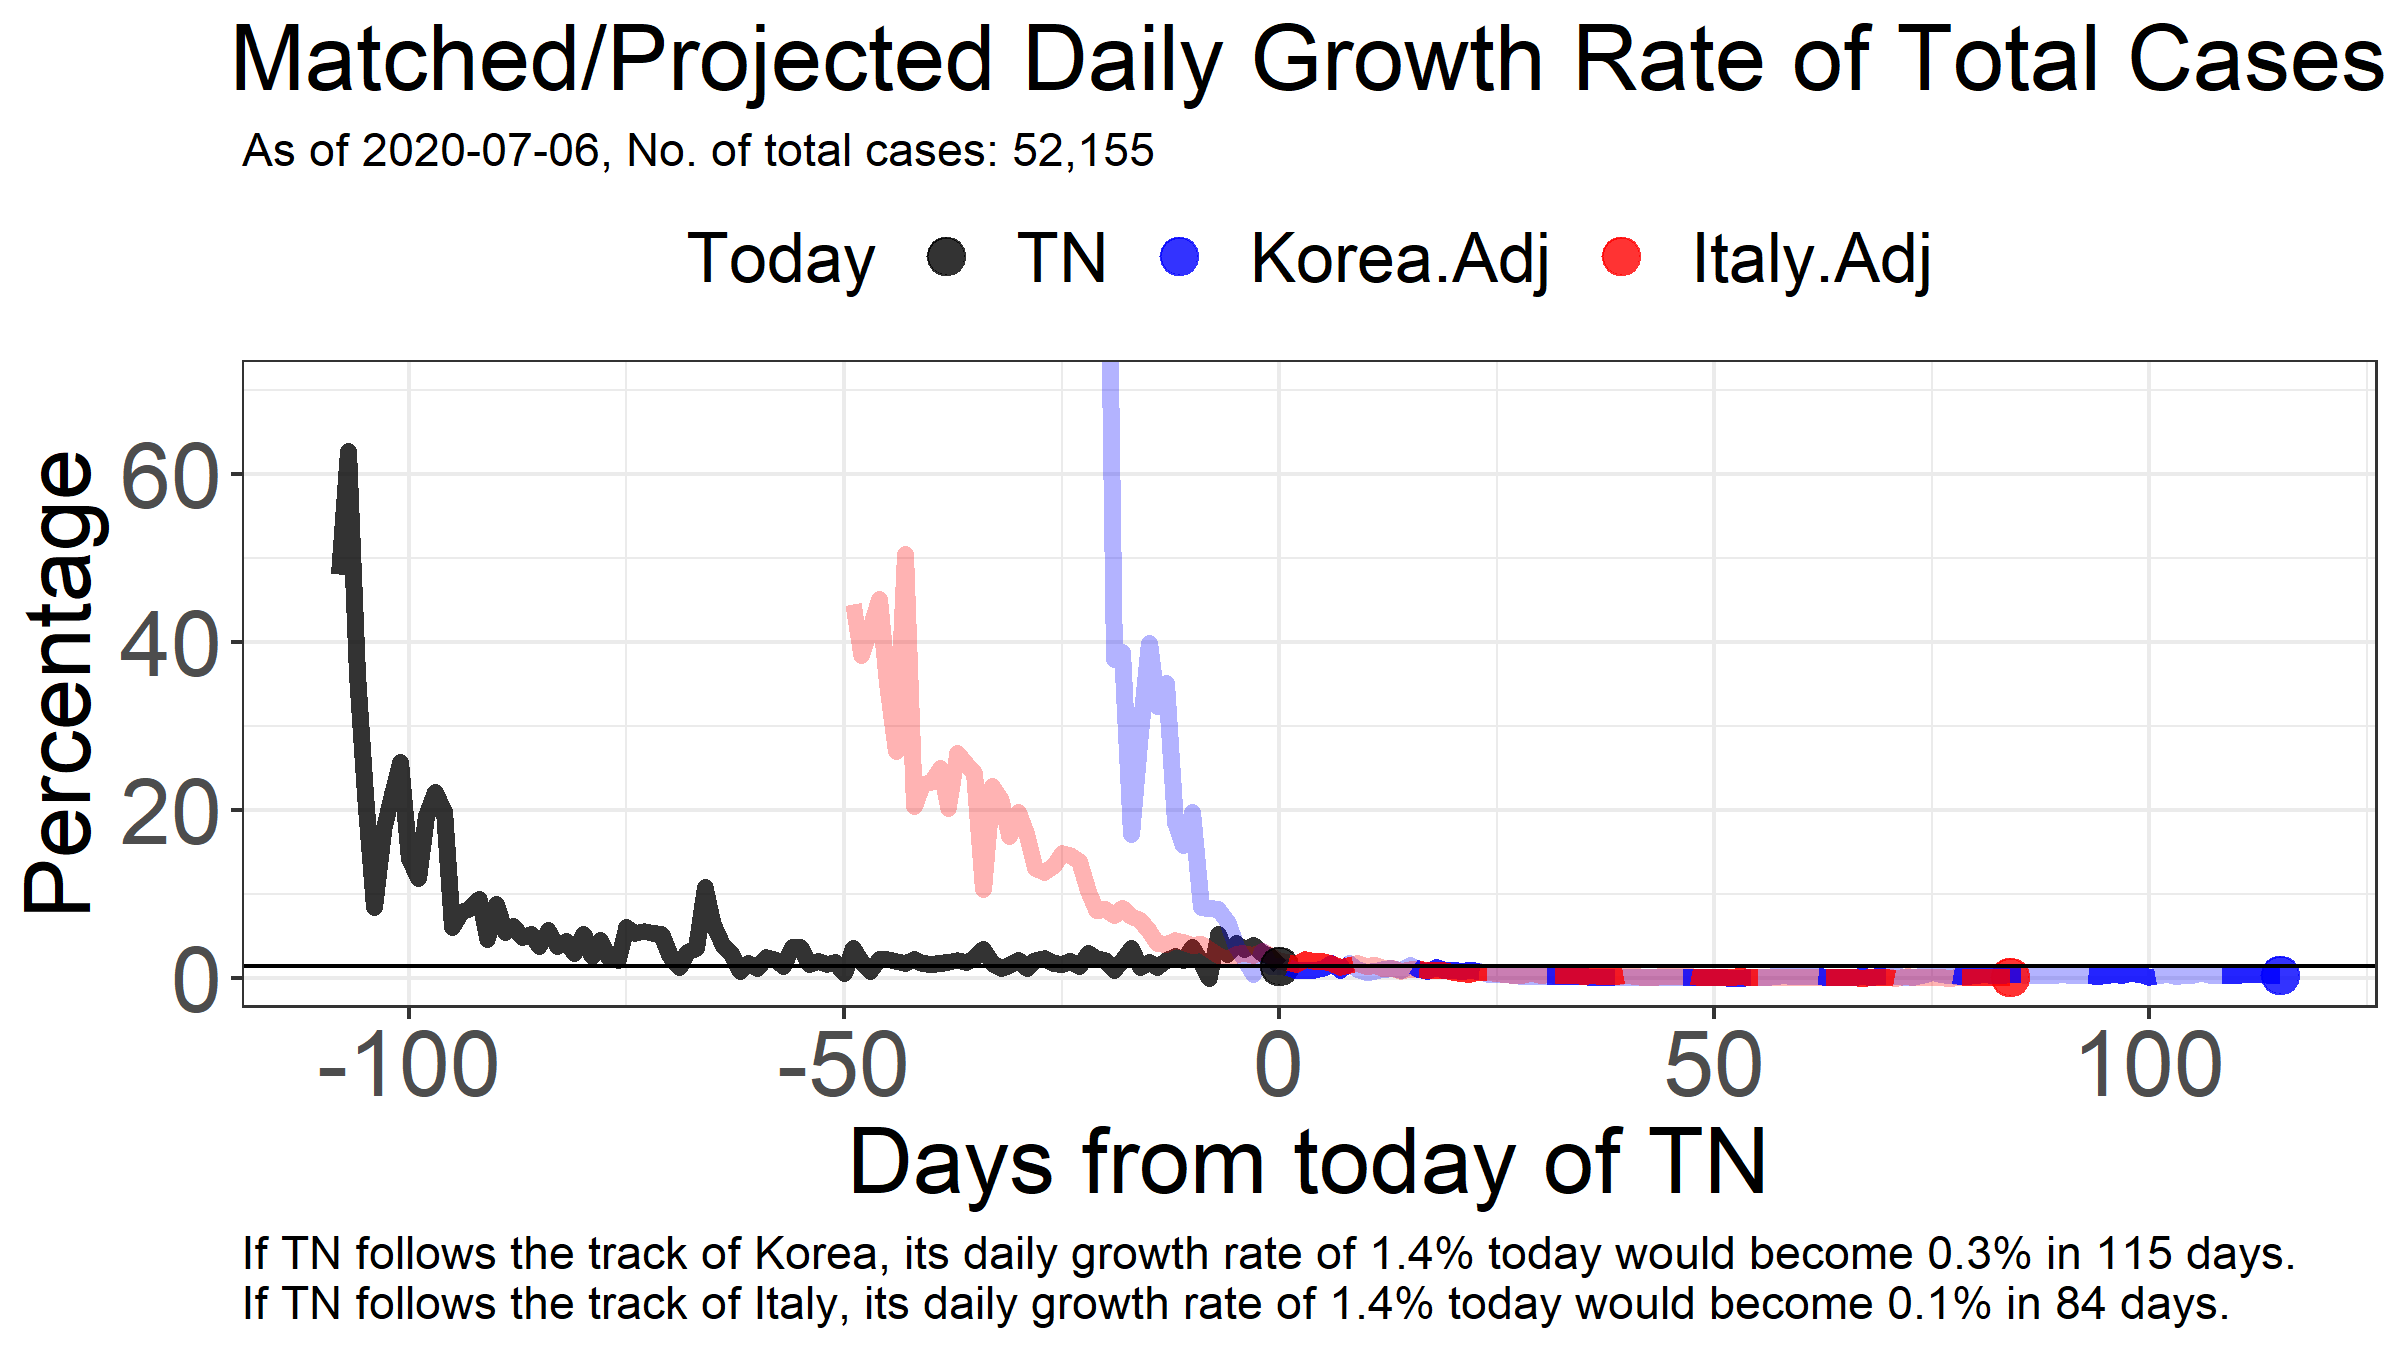 Matched/Projected Daily Growth Rate of Total Cases
As of 2020-07-06, No. of total cases: 52,155
Today TN Korea.Adj Italy.Adj
Percentage
60
40
20
0
-100 -50 0 50 100
Days from today of TN
If TN follows the track of Korea, its daily growth rate of 1.4% today would become 0.3% in 115 days.
If TN follows the track of Italy, its daily growth rate of 1.4% today would become 0.1% in 84 days.